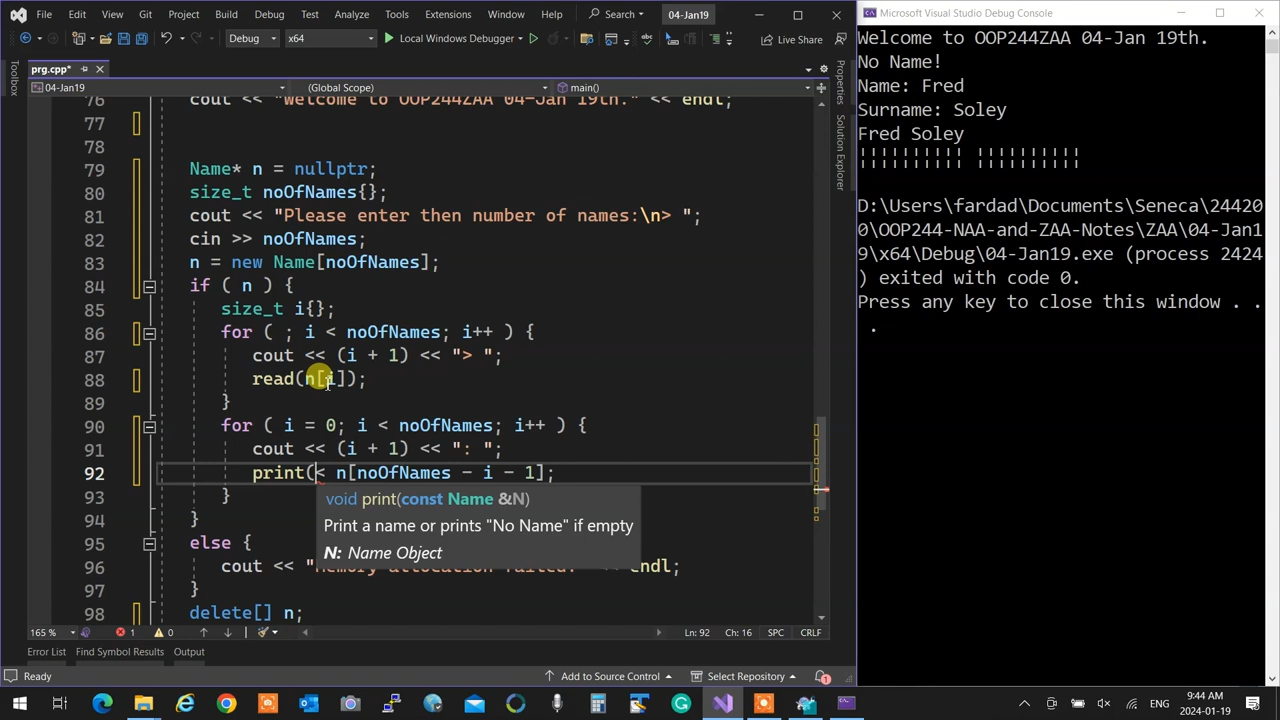 File Edit View Git Project Build Debug Test Analyze Tools Extensions Window Help Search 04-Jan19
Debug x64 Local Windows Debugger Live Share
prg.cpp*
04-Jan19 (Global Scope) main()
Toolbox
76 cout << "Welcome to OOP244ZAA 04-Jan 19th." << endl;
77
78
79 Name* n = nullptr;
80 size_t noOfNames{};
81 cout << "Please enter then number of names:\n> ";
82 cin >> noOfNames;
83 n = new Name[noOfNames];
84 if ( n ) {
85 size_t i{};
86 for ( ; i < noOfNames; i++ ) {
87 cout << (i + 1) << "> ";
88 read(n[i]);
89 }
90 for ( i = 0; i < noOfNames; i++ ) {
91 cout << (i + 1) << ": ";
92 print(< n[noOfNames - i - 1];
93 }
void print(const Name &N)
Print a name or prints "No Name" if empty
N: Name Object
94 }
95 else {
96 cout << "Memory allocation failed. << endl;
97 }
98 delete[] n;
Properties
Solution Explorer
165 % 1 0 Ln: 92 Ch: 16 SPC CRLF
Error List Find Symbol Results Output
Ready Add to Source Control Select Repository 1
Microsoft Visual Studio Debug Console
Welcome to OOP244ZAA 04-Jan 19th.
No Name!
Name: Fred
Surname: Soley
Fred Soley
D:\Users\fardad\Documents\Seneca\24420
0\OOP244-NAA-and-ZAA-Notes\ZAA\04-Jan1
9\x64\Debug\04-Jan19.exe (process 2424
) exited with code 0.
Press any key to close this window . .
.
ENG 9:44 AM
2024-01-19